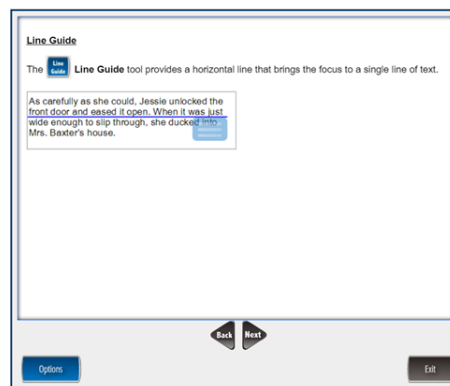 Line Guide
The Line Guide Line Guide tool provides a horizontal line that brings the focus to a single line of text.
As carefully as she could, Jessie unlocked the
front door and eased it open. When it was just
wide enough to slip through, she ducked into
Mrs. Baxter's house.
Back Next
Options Exit